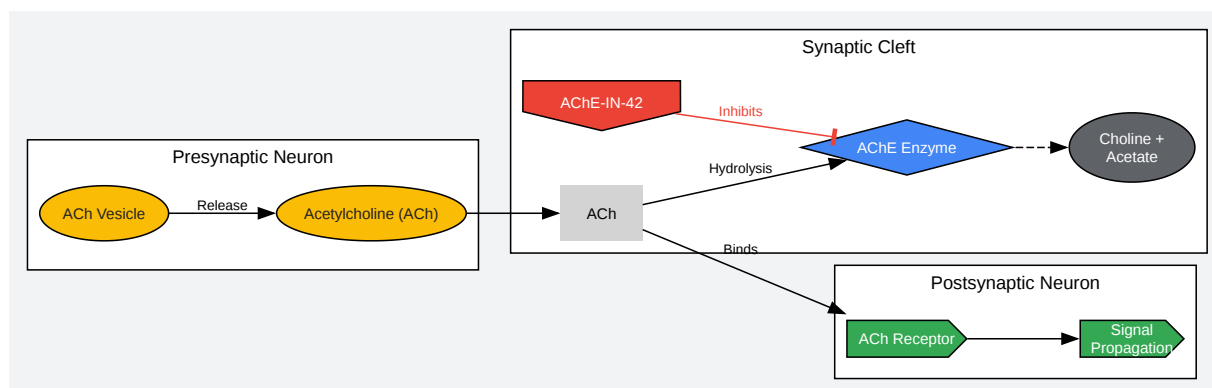 Synaptic Cleft
AChE-IN-42
Inhibits
AChE Enzyme
Choline +
Acetate
Presynaptic Neuron
ACh Vesicle
Release
Acetylcholine (ACh)
ACh
Hydrolysis
Binds
Postsynaptic Neuron
ACh Receptor
Signal
Propagation